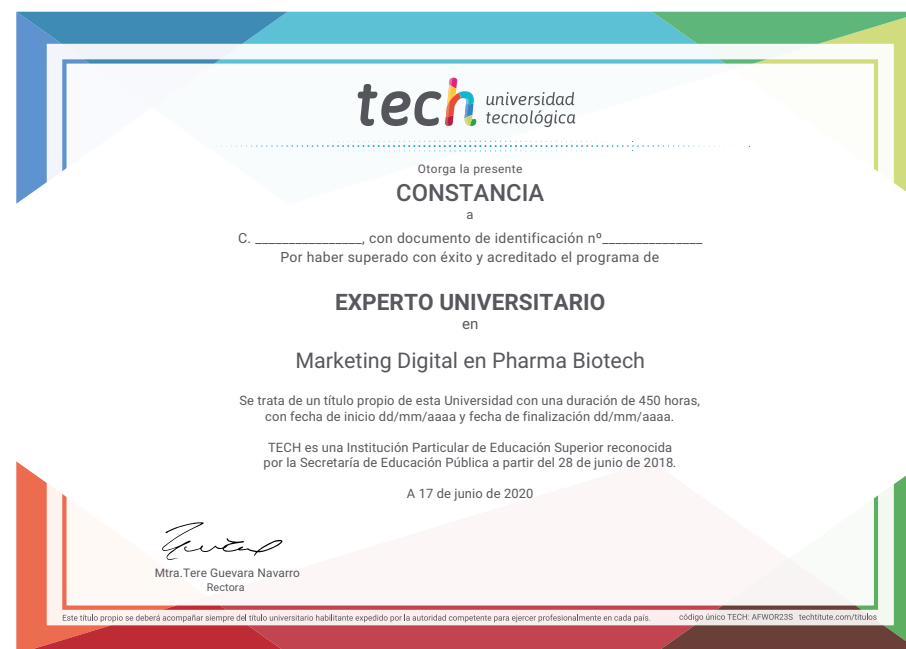 tech universidad
tecnológica
Otorga la presente
CONSTANCIA
a
C. ________________, con documento de identificación nº_______________
Por haber superado con éxito y acreditado el programa de
EXPERTO UNIVERSITARIO
en
Marketing Digital en Pharma Biotech
Se trata de un título propio de esta Universidad con una duración de 450 horas,
con fecha de inicio dd/mm/aaaa y fecha de finalización dd/mm/aaaa.
TECH es una Institución Particular de Educación Superior reconocida
por la Secretaría de Educación Pública a partir del 28 de junio de 2018.
A 17 de junio de 2020
Mtra.Tere Guevara Navarro
Rectora
Este título propio se deberá acompañar siempre del título universitario habilitante expedido por la autoridad competente para ejercer profesionalmente en cada país. código único TECH: AFWOR23S techtitute.com/titulos